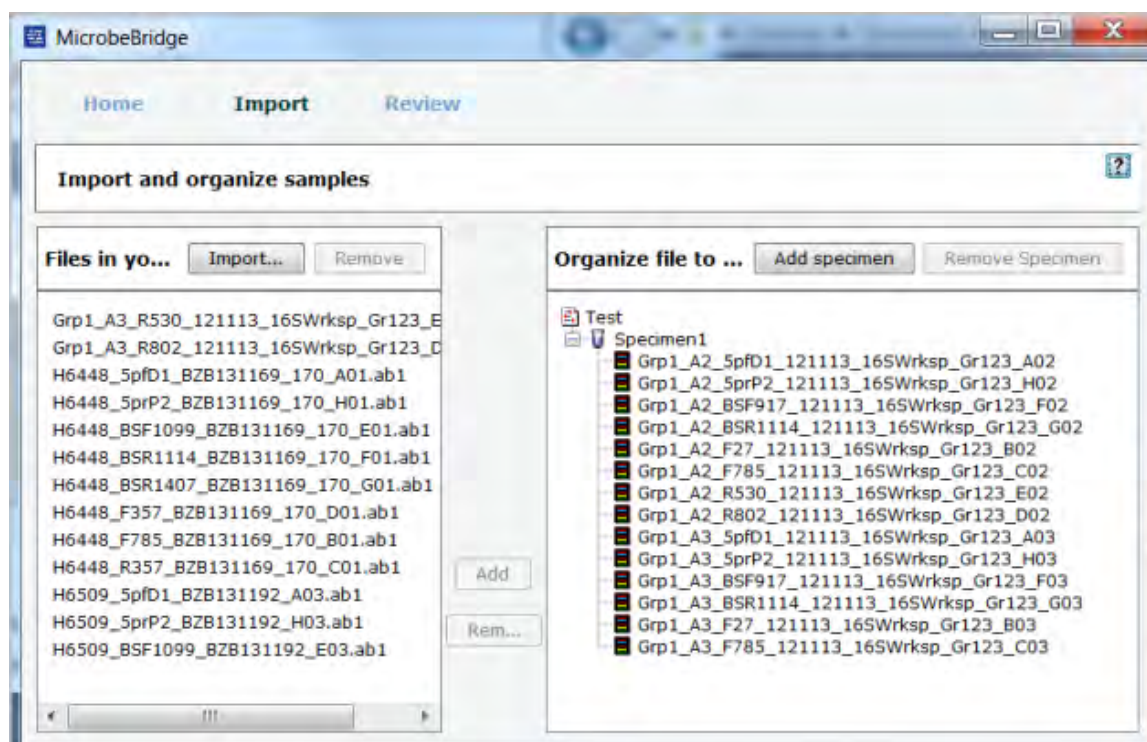 MicrobeBridge
Home Import Review
Import and organize samples
?
Files in yo... Import... Remove
Grp1_A3_R530_121113_16SWrksp_Gr123_E
Grp1_A3_R802_121113_16SWrksp_Gr123_D
H6448_5pfD1_BZB131169_170_A01.ab1
H6448_5prP2_BZB131169_170_H01.ab1
H6448_BSF1099_BZB131169_170_E01.ab1
H6448_BSR1114_BZB131169_170_F01.ab1
H6448_BSR1407_BZB131169_170_G01.ab1
H6448_F357_BZB131169_170_D01.ab1
H6448_F785_BZB131169_170_B01.ab1
H6448_R357_BZB131169_170_C01.ab1
H6509_5pfD1_BZB131192_A03.ab1
H6509_5prP2_BZB131192_H03.ab1
H6509_BSF1099_BZB131192_E03.ab1
Add
Rem...
Organize file to ... Add specimen Remove Specimen
Test
Specimen1
Grp1_A2_5pfD1_121113_16SWrksp_Gr123_A02
Grp1_A2_5prP2_121113_16SWrksp_Gr123_H02
Grp1_A2_BSF917_121113_16SWrksp_Gr123_F02
Grp1_A2_BSR1114_121113_16SWrksp_Gr123_G02
Grp1_A2_F27_121113_16SWrksp_Gr123_B02
Grp1_A2_F785_121113_16SWrksp_Gr123_C02
Grp1_A2_R530_121113_16SWrksp_Gr123_E02
Grp1_A2_R802_121113_16SWrksp_Gr123_D02
Grp1_A3_5pfD1_121113_16SWrksp_Gr123_A03
Grp1_A3_5prP2_121113_16SWrksp_Gr123_H03
Grp1_A3_BSF917_121113_16SWrksp_Gr123_F03
Grp1_A3_BSR1114_121113_16SWrksp_Gr123_G03
Grp1_A3_F27_121113_16SWrksp_Gr123_B03
Grp1_A3_F785_121113_16SWrksp_Gr123_C03